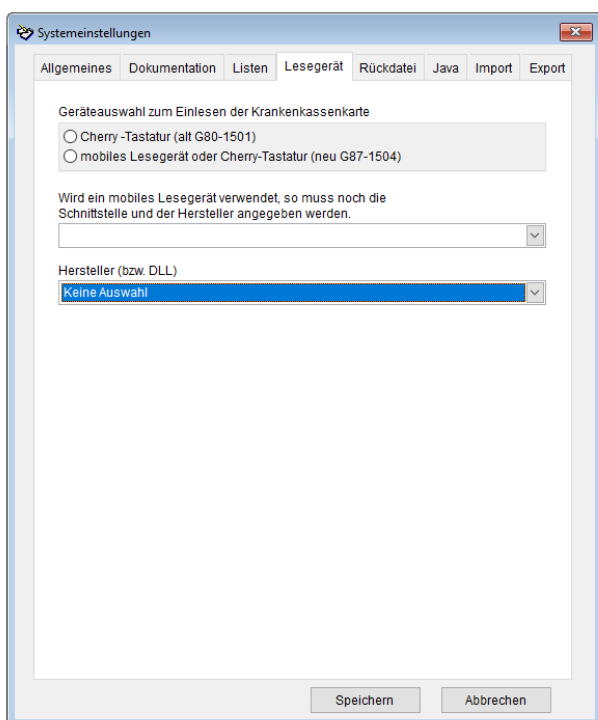 Systemeinstellungen
Allgemeines Dokumentation Listen Lesegerät Rückdatei Java Import Export
Geräteauswahl zum Einlesen der Krankenkassenkarte
Cherry -Tastatur (alt G80-1501)
mobiles Lesegerät oder Cherry-Tastatur (neu G87-1504)
Wird ein mobiles Lesegerät verwendet, so muss noch die
Schnittstelle und der Hersteller angegeben werden.
Hersteller (bzw. DLL)
Keine Auswahl
Speichern Abbrechen